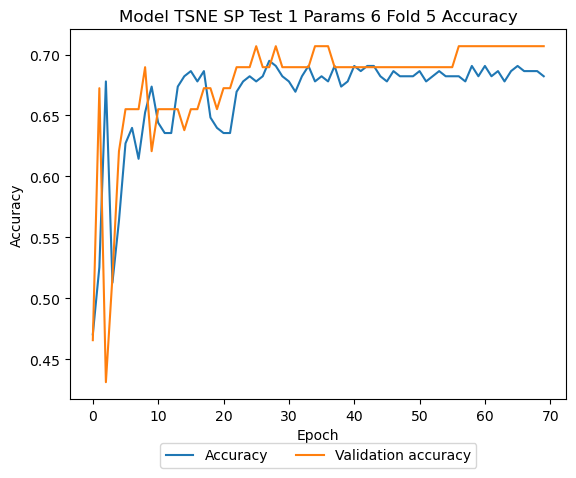 Model TSNE SP Test 1 Params 6 Fold 5 Accuracy
0.70
0.65
0.60
0.55
0.50
0.45
Accuracy
0 10 20 30 40 50 60 70
Epoch
Accuracy Validation accuracy